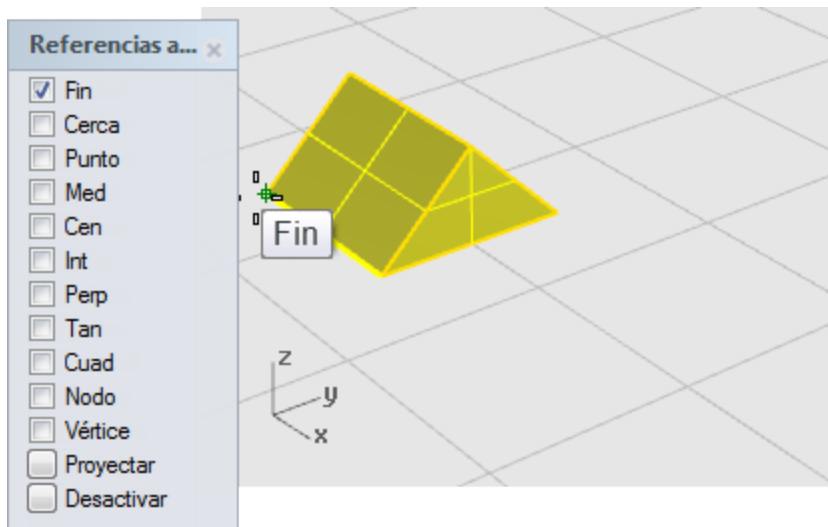 Referencias a...
Fin
Cerca
Punto
Med
Cen
Int
Perp
Tan
Cuad
Nodo
Vértice
Proyectar
Desactivar
Fin
z
y
x